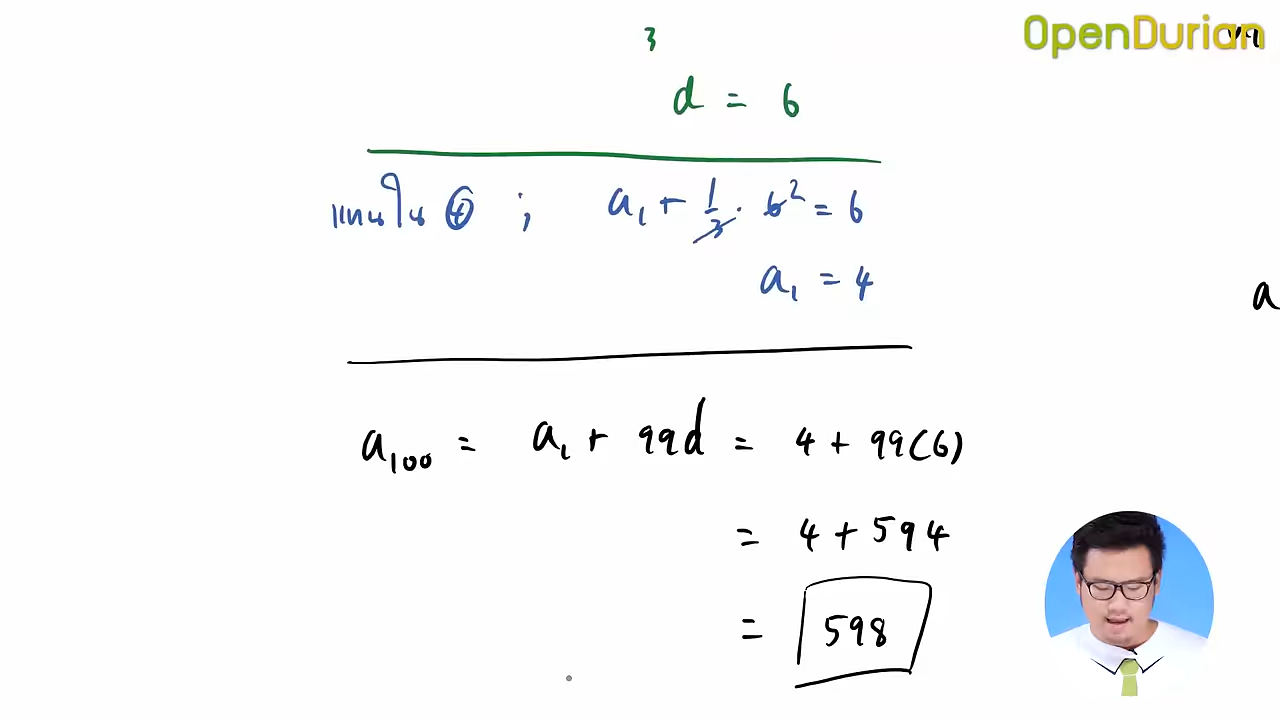 OpenDurian
3
d = 6
แทนใน ④ ; a₁ + 1/3 · 6² = 6
a₁ = 4
a
a₁₀₀ = a₁ + 99d = 4 + 99(6)
= 4 + 594
= 598